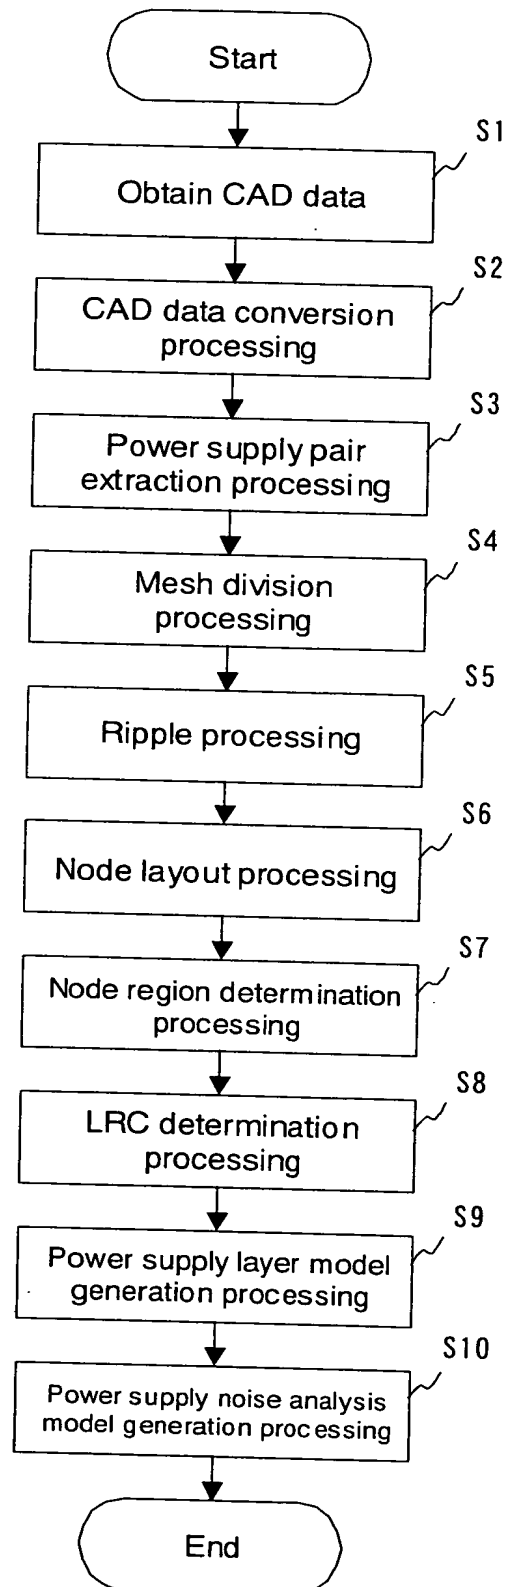 Start
S1
Obtain CAD data
S2
CAD data conversion
processing
S3
Power supply pair
extraction processing
S4
Mesh division
processing
S5
Ripple processing
S6
Node layout processing
S7
Node region determination
processing
S8
LRC determination
processing
S9
Power supply layer model
generation processing
S10
Power supply noise analysis
model generation processing
End